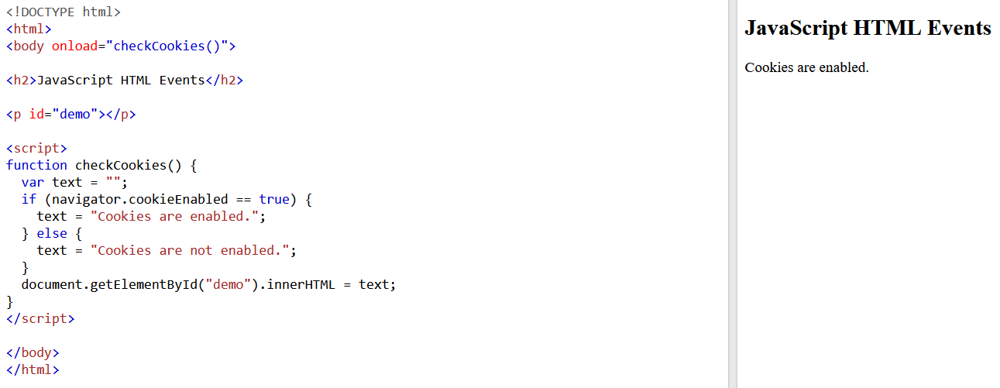 <!DOCTYPE html>
<html>
<body onload="checkCookies()">
<h2>JavaScript HTML Events</h2>
<p id="demo"></p>
<script>
function checkCookies() {
  var text = "";
  if (navigator.cookieEnabled == true) {
    text = "Cookies are enabled.";
  } else {
    text = "Cookies are not enabled.";
  }
  document.getElementById("demo").innerHTML = text;
}
</script>
</body>
</html>
JavaScript HTML Events
Cookies are enabled.